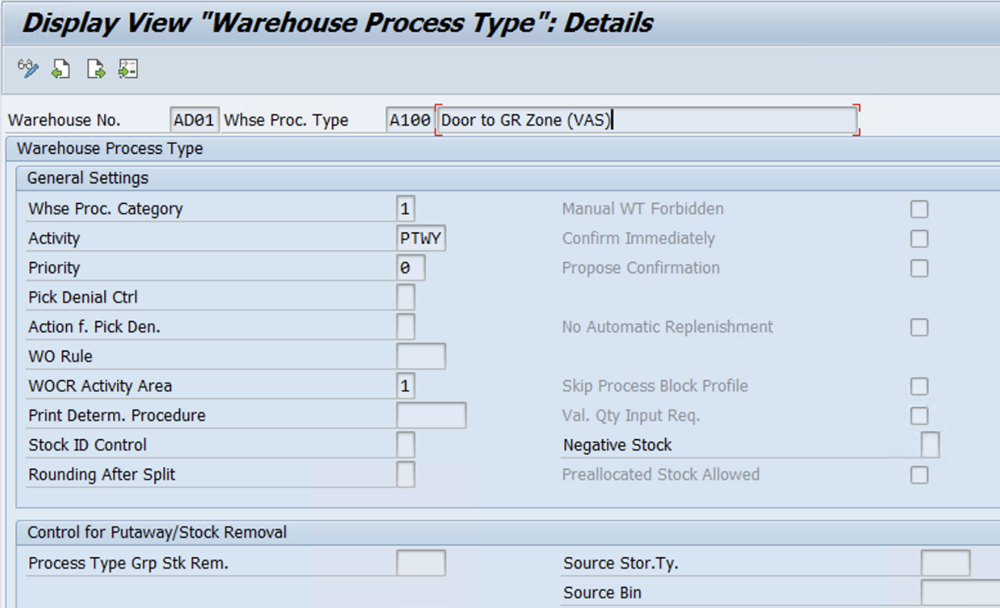 Display View "Warehouse Process Type": Details
Warehouse No. AD01 Whse Proc. Type A100 Door to GR Zone (VAS)
Warehouse Process Type
General Settings
Whse Proc. Category 1 Manual WT Forbidden
Activity PTWY Confirm Immediately
Priority 0 Propose Confirmation
Pick Denial Ctrl
Action f. Pick Den. No Automatic Replenishment
WO Rule
WOCR Activity Area 1 Skip Process Block Profile
Print Determ. Procedure Val. Qty Input Req.
Stock ID Control Negative Stock
Rounding After Split Preallocated Stock Allowed
Control for Putaway/Stock Removal
Process Type Grp Stk Rem. Source Stor.Ty.
Source Bin